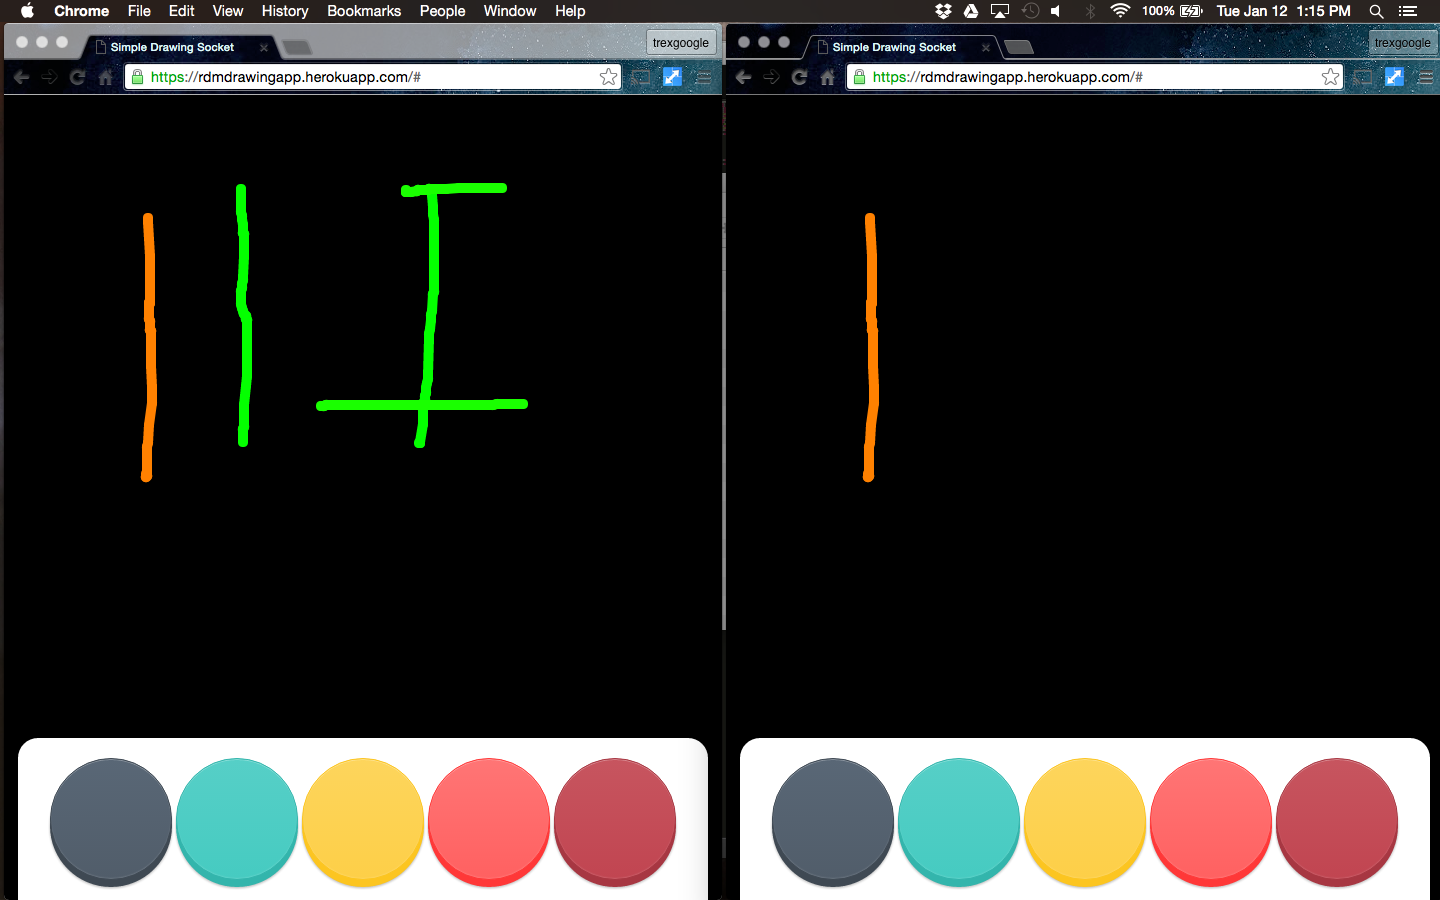 Chrome File Edit View History Bookmarks People Window Help 100% Tue Jan 12 1:15 PM
Simple Drawing Socket trexgoogle
https://rdmdrawingapp.herokuapp.com/#
Simple Drawing Socket trexgoogle
https://rdmdrawingapp.herokuapp.com/#